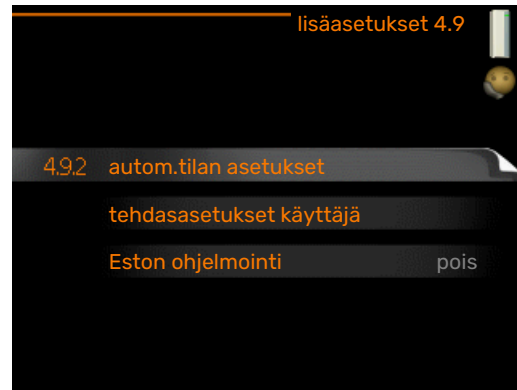 lisäasetukset 4.9
4.9.2 autom.tilan asetukset
tehdasasetukset käyttäjä
Eston ohjelmointi pois